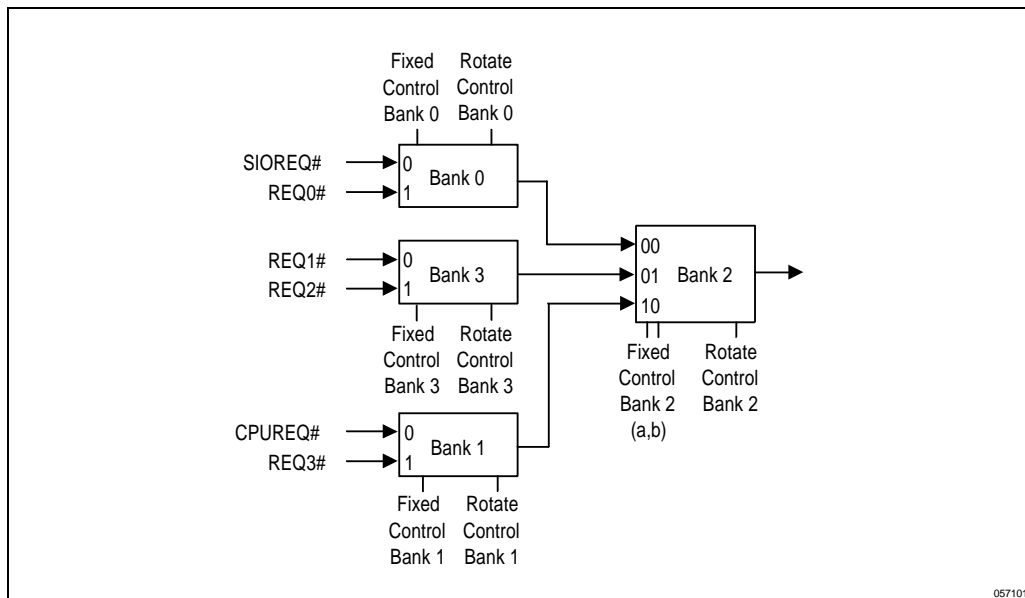 Fixed
Control
Bank 0
Rotate
Control
Bank 0
SIOREQ#
REQ0#
0
1
Bank 0
REQ1#
REQ2#
0
1
Bank 3
Fixed
Control
Bank 3
Rotate
Control
Bank 3
00
01
10
Bank 2
Fixed
Control
Bank 2
(a,b)
Rotate
Control
Bank 2
CPUREQ#
REQ3#
0
1
Bank 1
Fixed
Control
Bank 1
Rotate
Control
Bank 1
057101